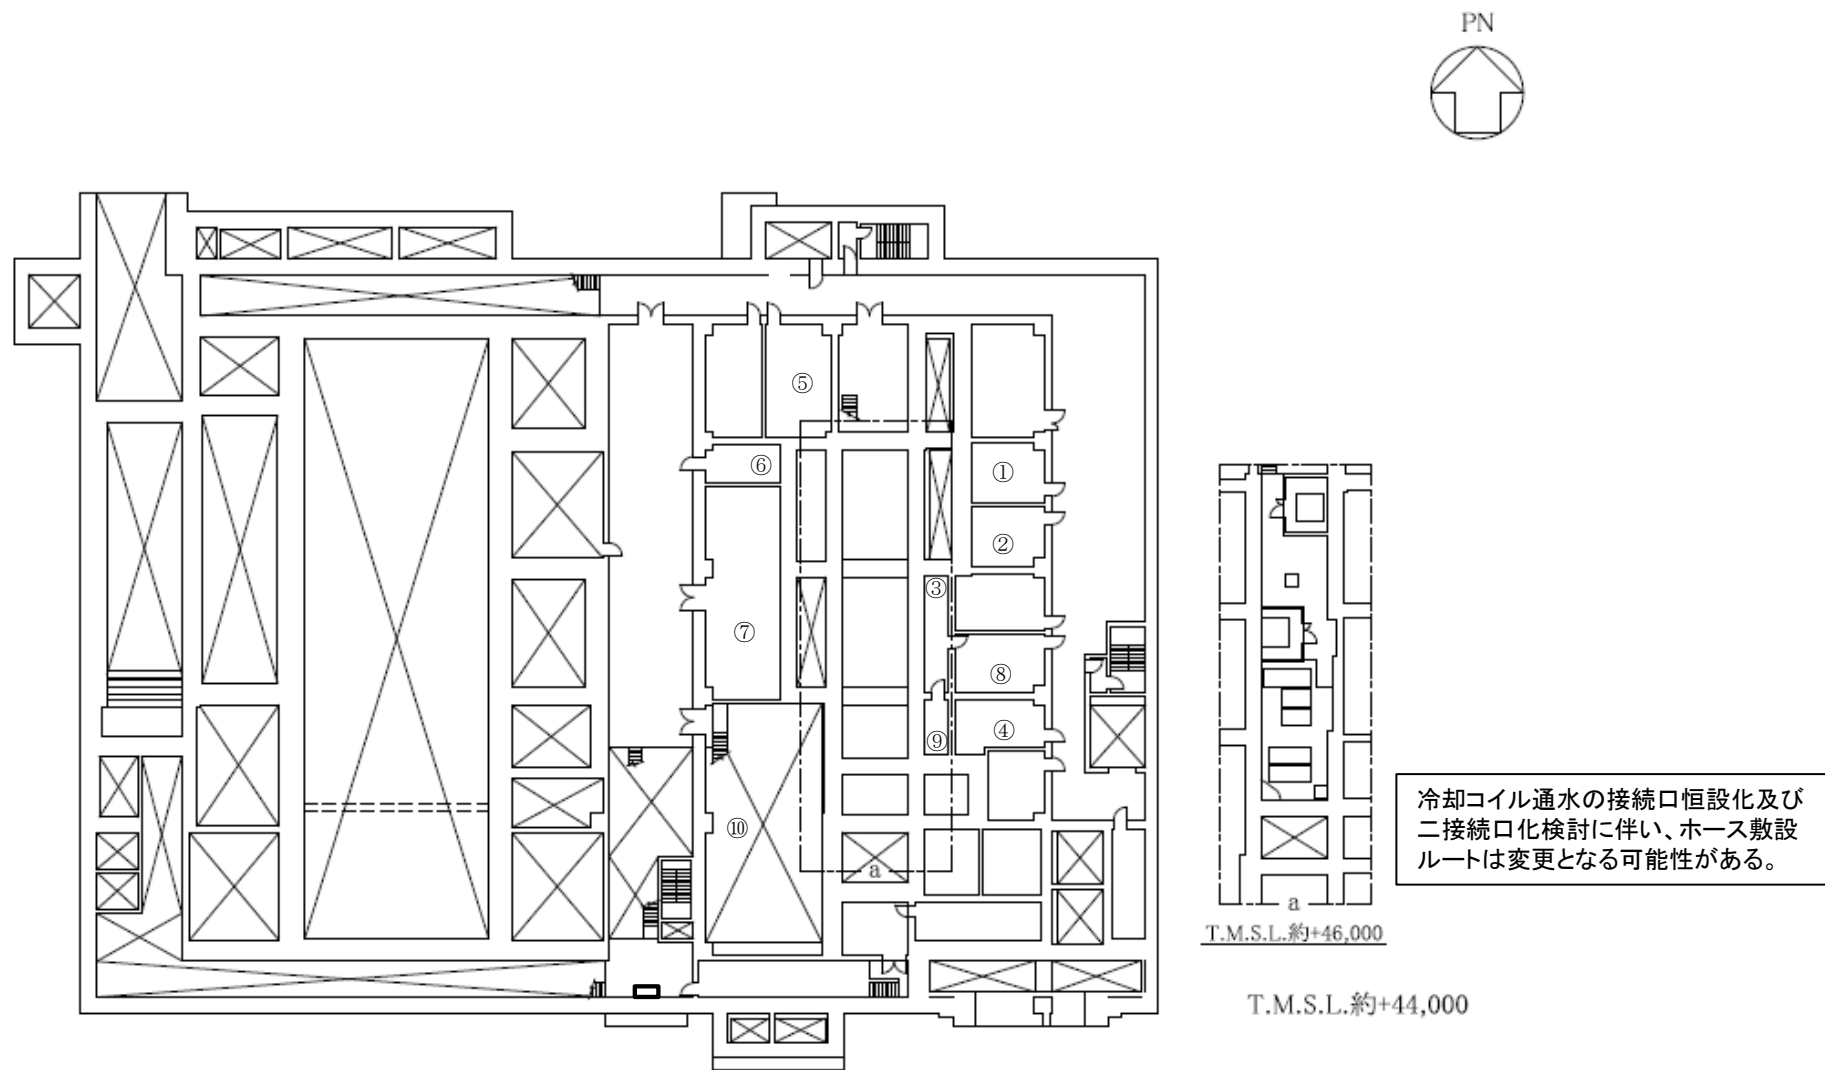 PN
⑤
⑥
①
②
③
⑦
⑧
④
⑨
⑩
a
冷却コイル通水の接続口恒設化及び
二接続口化検討に伴い、ホース敷設
ルートは変更となる可能性がある。
a
T.M.S.L.約+46,000
T.M.S.L.約+44,000